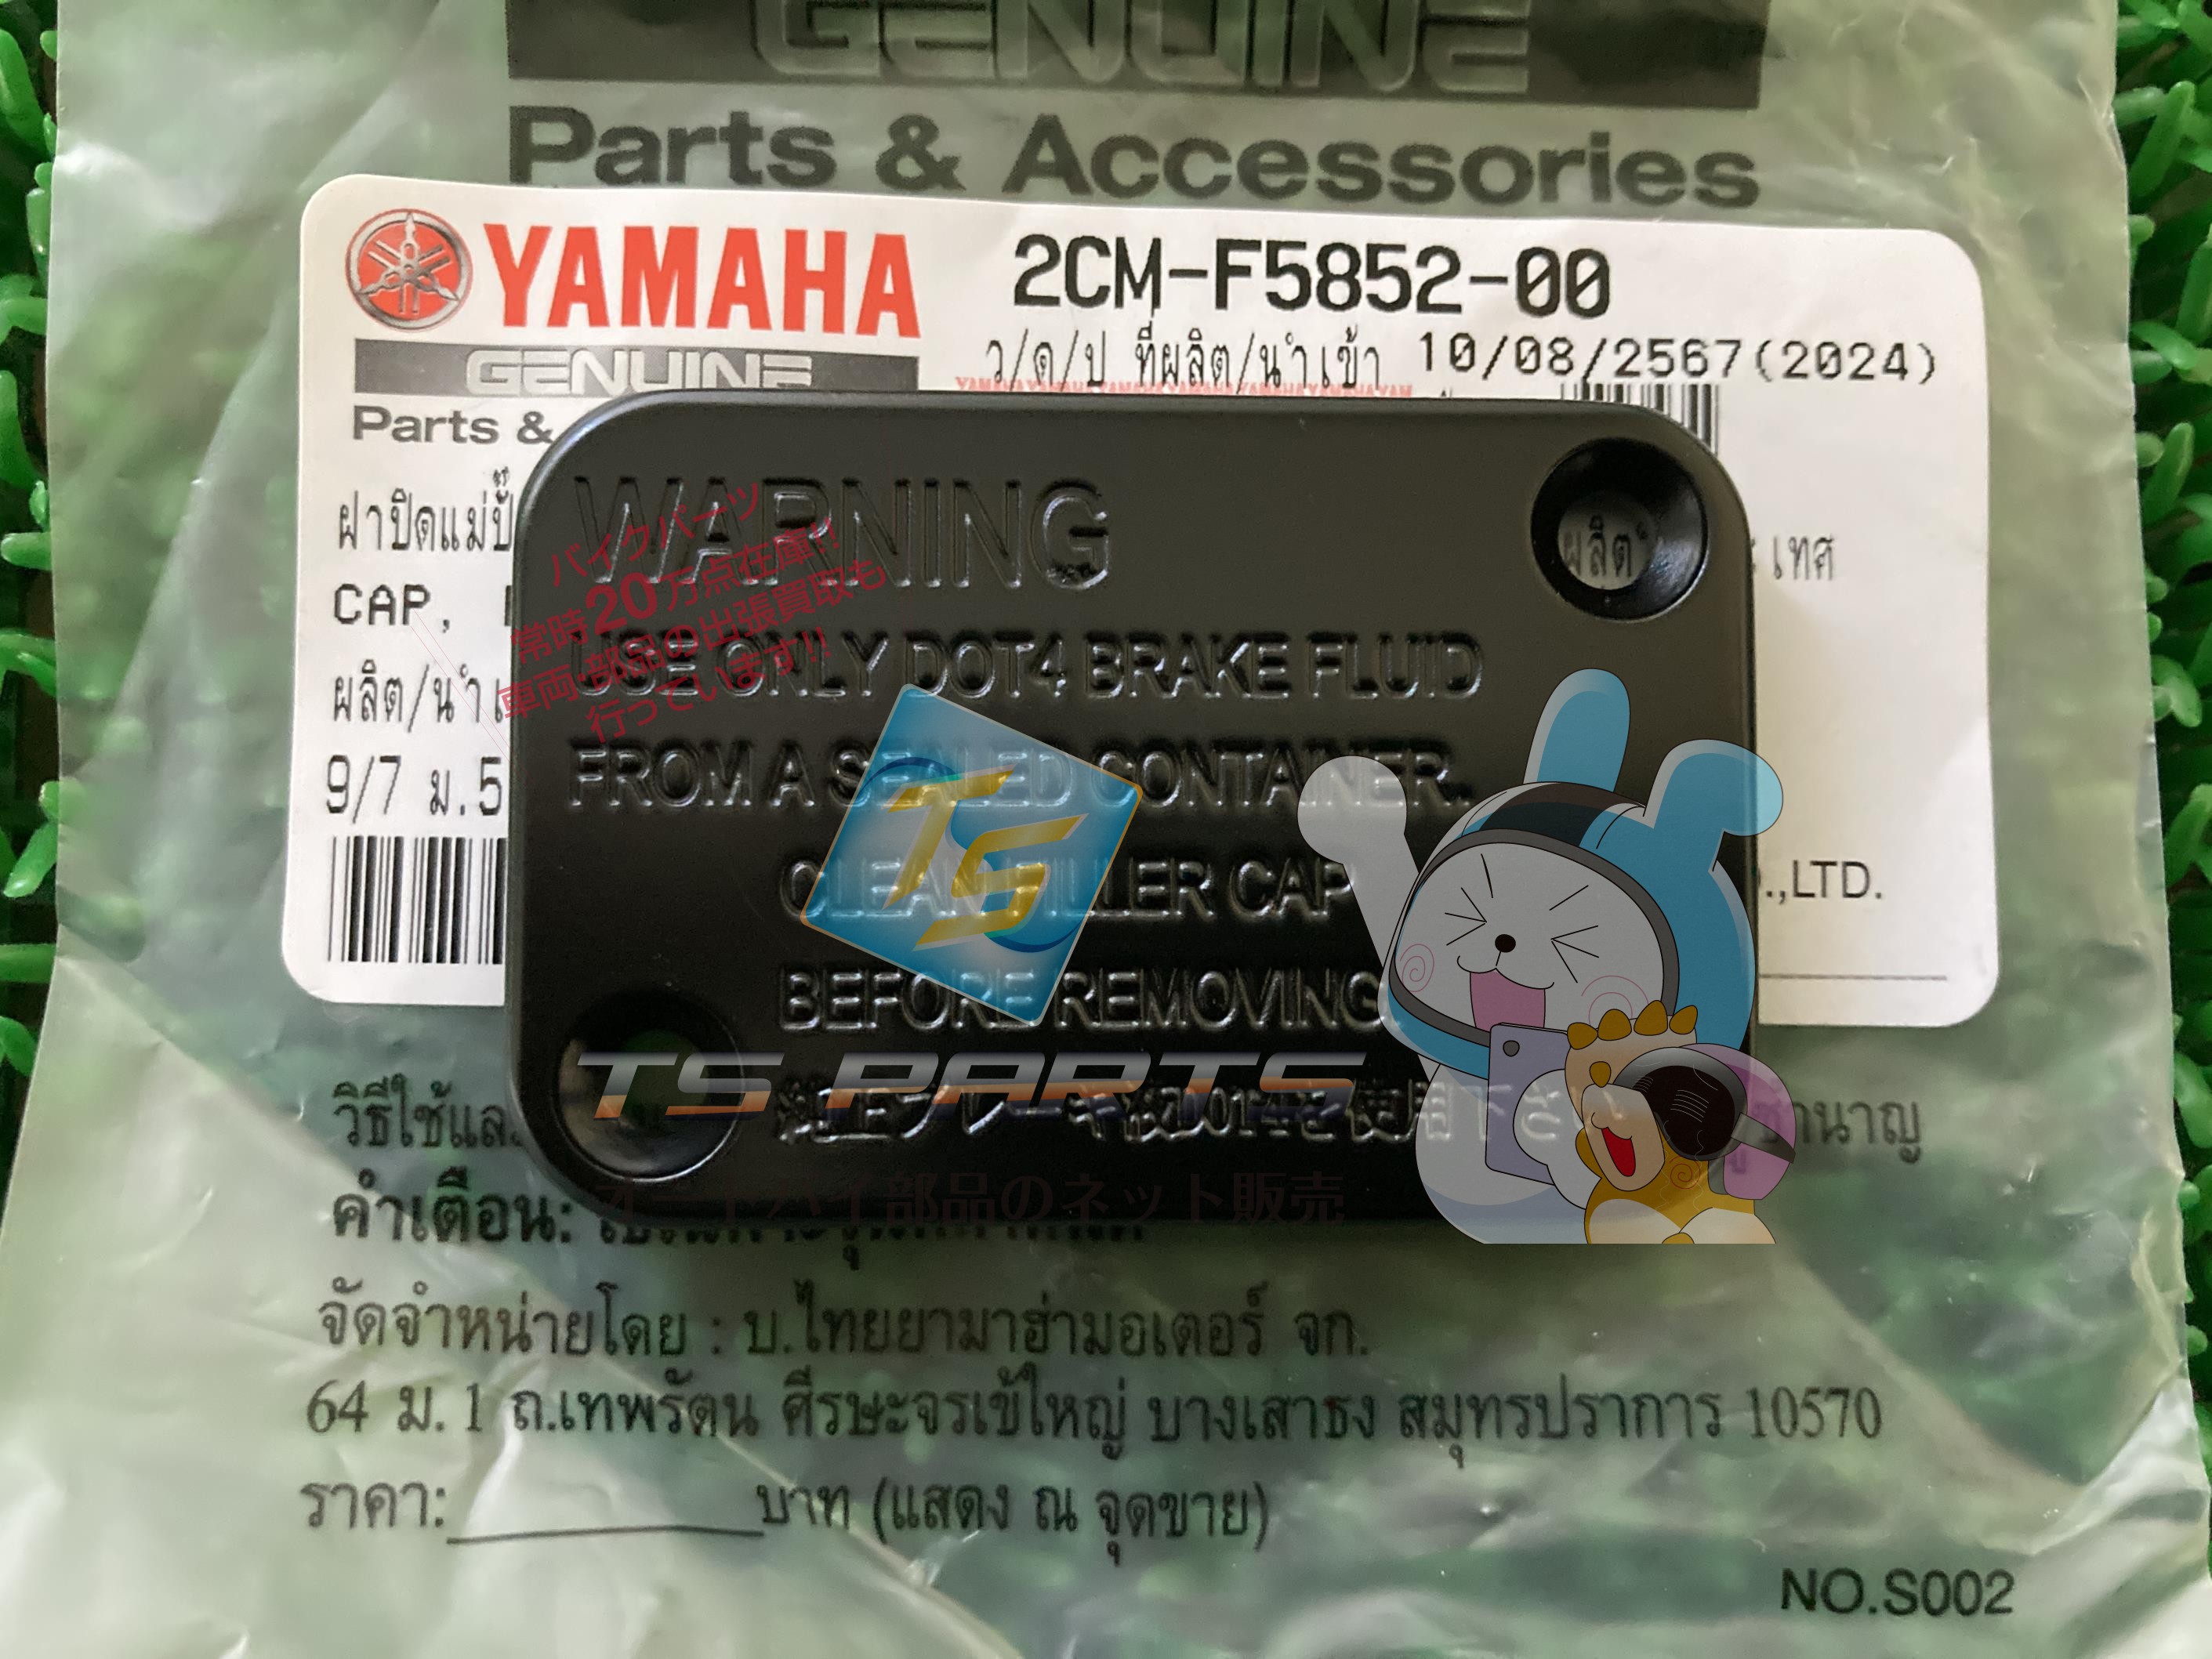 GENUINE
Parts & Accessories
YAMAHA
2CM-F5852-00
GENUINE
ว/ด/ป ที่ผลิต/นำเข้า 10/08/2567(2024)
Parts &
WARNING
ฝาปิดแม่ปั๊
ผลิต
เทศ
バイクパーツ
常時20万点在庫!!
車両・部品の出張買取も
行っています!!
CAP,
USE ONLY DOT4 BRAKE FLUID
ผลิต/นำเ
FROM A SEALED CONTAINER.
9/7 ม.5
TS
CLEAN FILLER CAP
.,LTD.
BEFORE REMOVING.
TS PARTS
วิธีใช้และ
ชำนาญ
オートバイ部品のネット販売
คำเตือน:
จัดจำหน่ายโดย : บ.ไทยยามาฮ่ามอเตอร์ จก.
64 ม. 1 ถ.เทพรัตน ศีรษะจรเข้ใหญ่ บางเสาธง สมุทรปราการ 10570
ราคา: บาท (แสดง ณ จุดขาย)
NO.S002